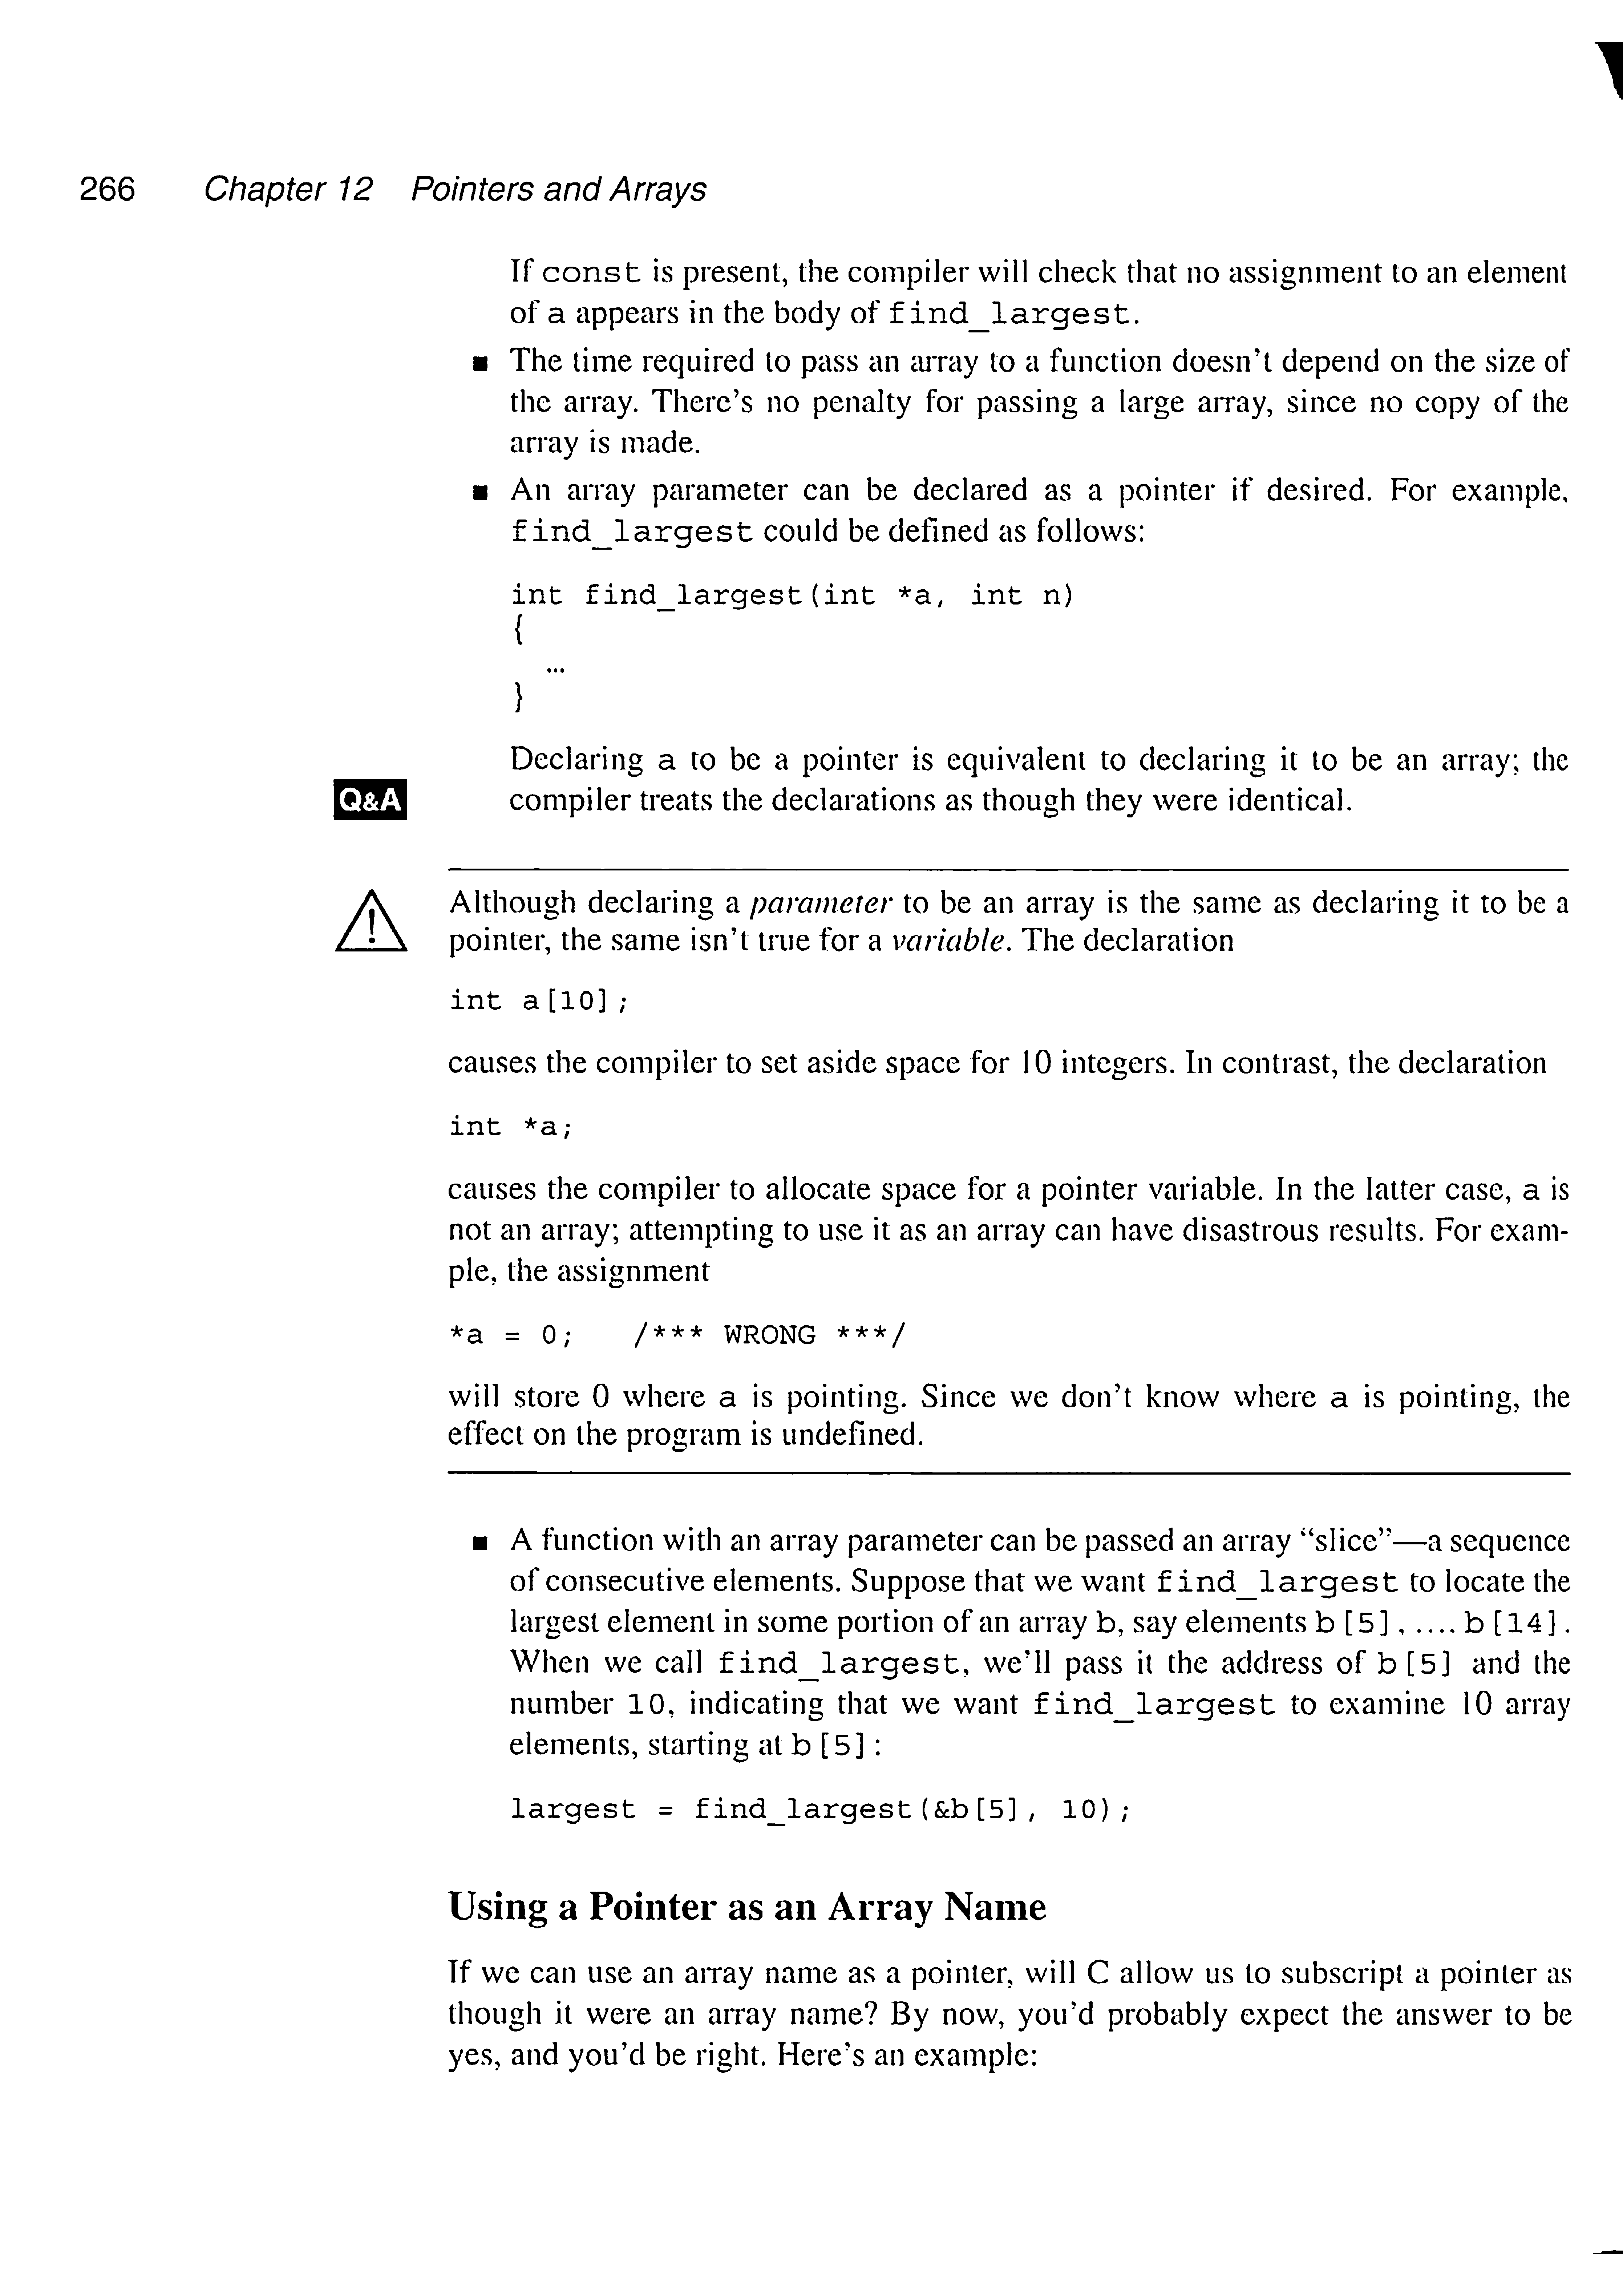 266 Chapter 12 Pointers and Arrays
If const is present, the compiler will check that no assignment to an element
of a appears in the body of find_largest.
■ The time required to pass an array to a function doesn't depend on the size of
the array. There's no penalty for passing a large array, since no copy of the
array is made.
■ An array parameter can be declared as a pointer if desired. For example,
find_largest could be defined as follows:
int find_largest(int *a, int n)
{
…
}
Declaring a to be a pointer is equivalent to declaring it to be an array; the
Q&A compiler treats the declarations as though they were identical.
Although declaring a parameter to be an array is the same as declaring it to be a
pointer, the same isn't true for a variable. The declaration
int a[10];
causes the compiler to set aside space for 10 integers. In contrast, the declaration
int *a;
causes the compiler to allocate space for a pointer variable. In the latter case, a is
not an array; attempting to use it as an array can have disastrous results. For exam-
ple, the assignment
*a = 0; /*** WRONG ***/
will store 0 where a is pointing. Since we don't know where a is pointing, the
effect on the program is undefined.
■ A function with an array parameter can be passed an array “slice”—a sequence
of consecutive elements. Suppose that we want find_largest to locate the
largest element in some portion of an array b, say elements b[5], …, b[14].
When we call find_largest, we'll pass it the address of b[5] and the
number 10, indicating that we want find_largest to examine 10 array
elements, starting at b[5]:
largest = find_largest(&b[5], 10);
Using a Pointer as an Array Name
If we can use an array name as a pointer, will C allow us to subscript a pointer as
though it were an array name? By now, you'd probably expect the answer to be
yes, and you'd be right. Here's an example: